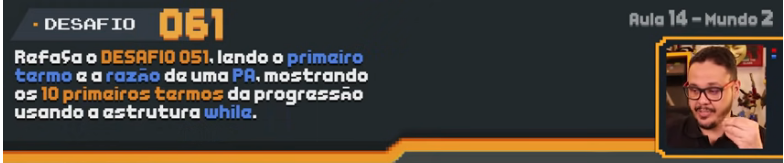 · DESAFIO 061
Aula 14 – Mundo 2
Refaça o DESAFIO 051, lendo o primeiro
termo e a razão de uma PA, mostrando
os 10 primeiros termos da progressão
usando a estrutura while.